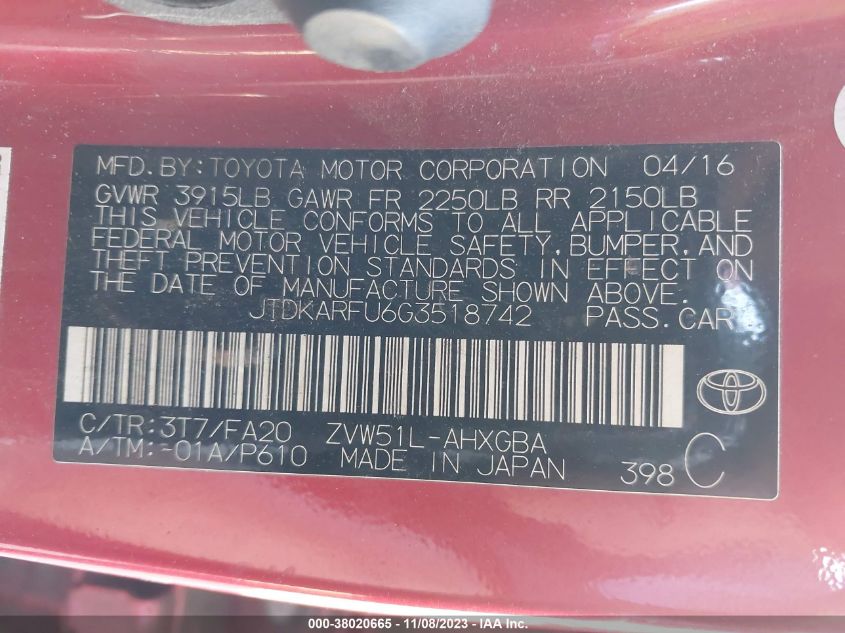 MFD. BY: TOYOTA MOTOR CORPORATION 04/16
GVWR 3915LB GAWR FR 2250LB RR 2150LB
THIS VEHICLE CONFORMS TO ALL APPLICABLE
FEDERAL MOTOR VEHICLE SAFETY, BUMPER, AND
THEFT PREVENTION STANDARDS IN EFFECT ON
THE DATE OF MANUFACTURE SHOWN ABOVE.
JTDKARFU6G3518742 PASS. CAR
C/TR: 3T7/FA20 ZVW51L-AHXGBA
A/TM: -01A/P610 MADE IN JAPAN 398 C
000-38020665 - 11/08/2023 - IAA Inc.